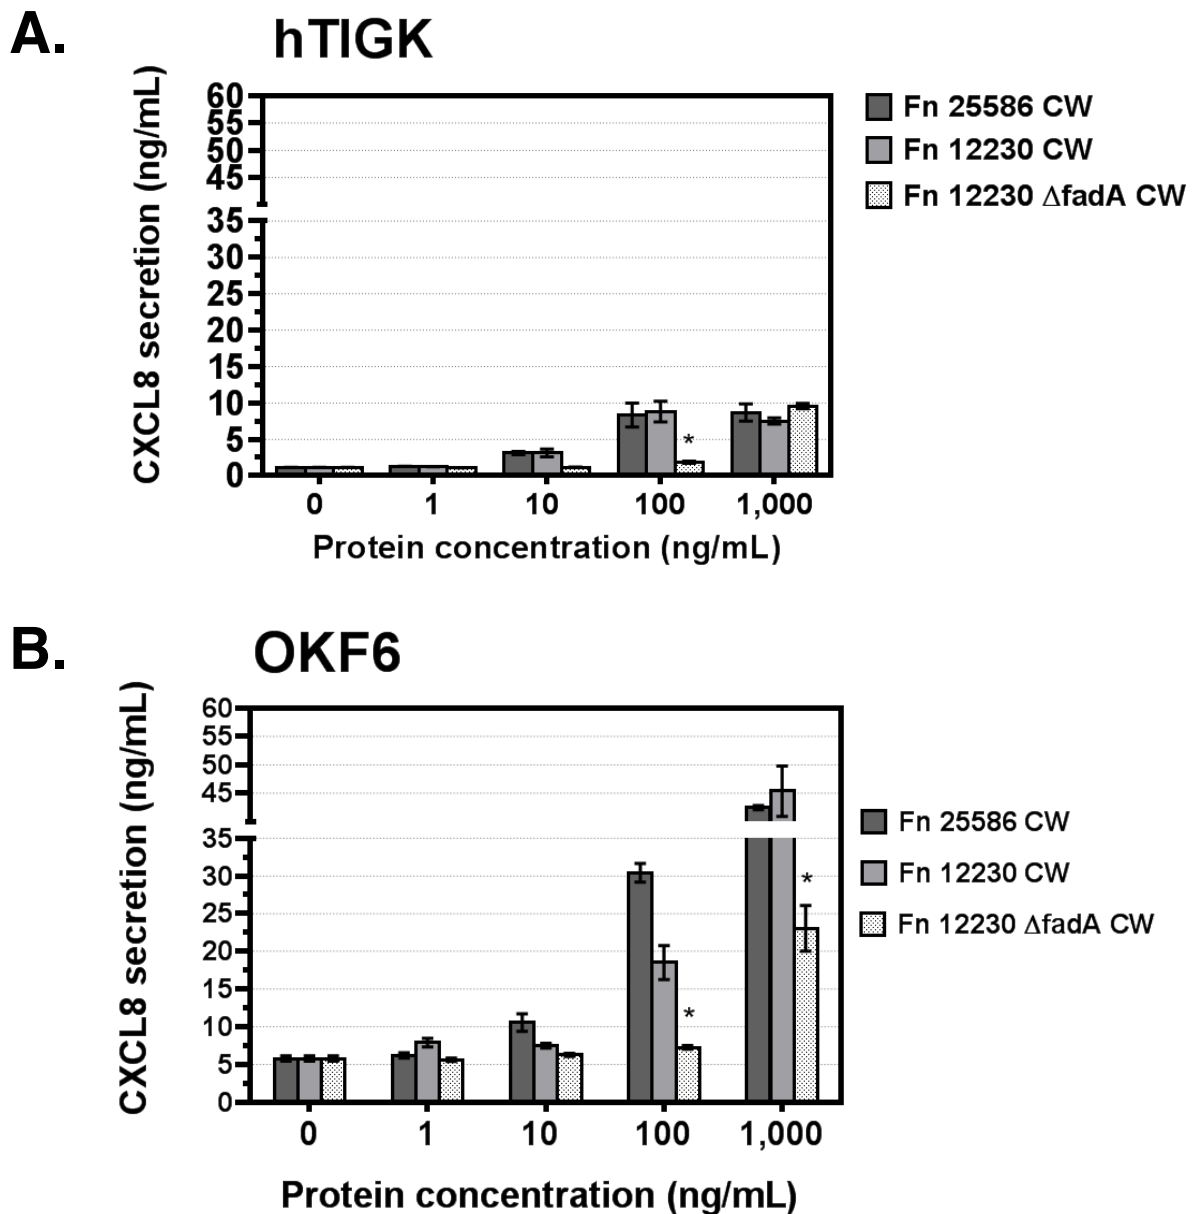 A.
hTIGK
CXCL8 secretion (ng/mL)
60
55
50
45
35
30
25
20
15
10
5
0
*
0 1 10 100 1,000
Protein concentration (ng/mL)
Fn 25586 CW
Fn 12230 CW
Fn 12230 ΔfadA CW
B.
OKF6
CXCL8 secretion (ng/mL)
60
55
50
45
35
30
25
20
15
10
5
0
*
*
0 1 10 100 1,000
Protein concentration (ng/mL)
Fn 25586 CW
Fn 12230 CW
Fn 12230 ΔfadA CW